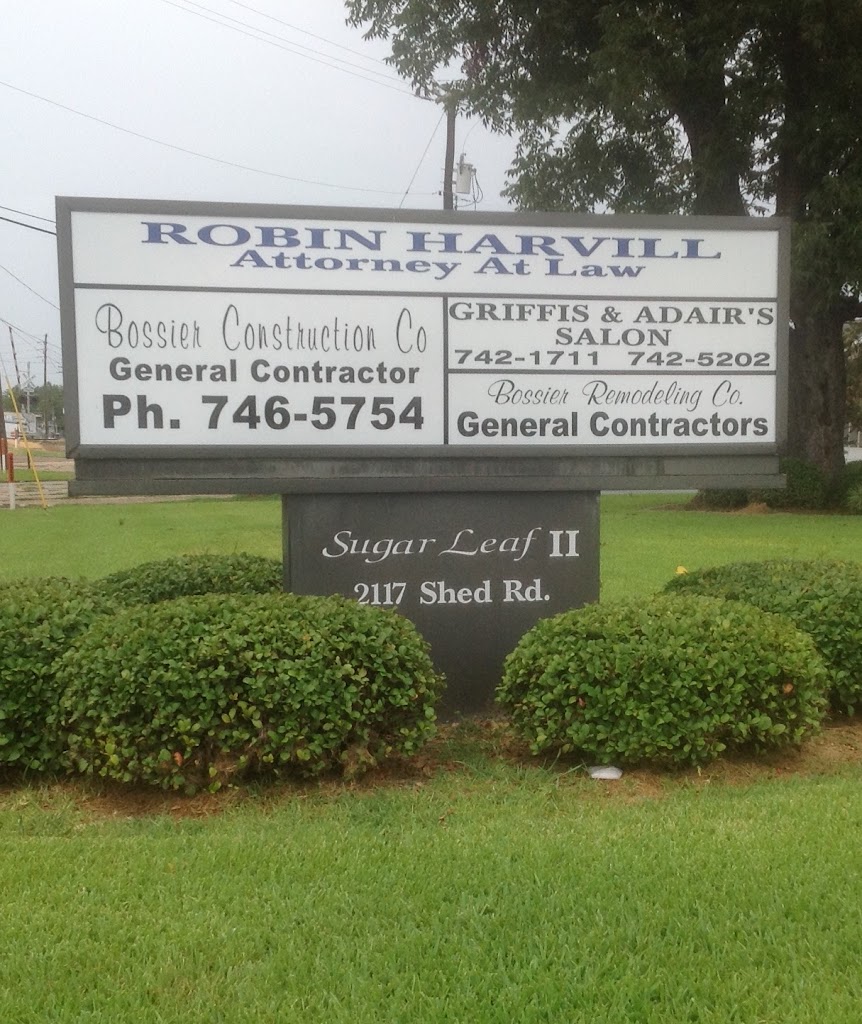 ROBIN HARVILL
Attorney At Law
Bossier Construction Co
General Contractor
Ph. 746-5754
GRIFFIS & ADAIR'S
SALON
742-1711 742-5202
Bossier Remodeling Co.
General Contractors
Sugar Leaf II
2117 Shed Rd.